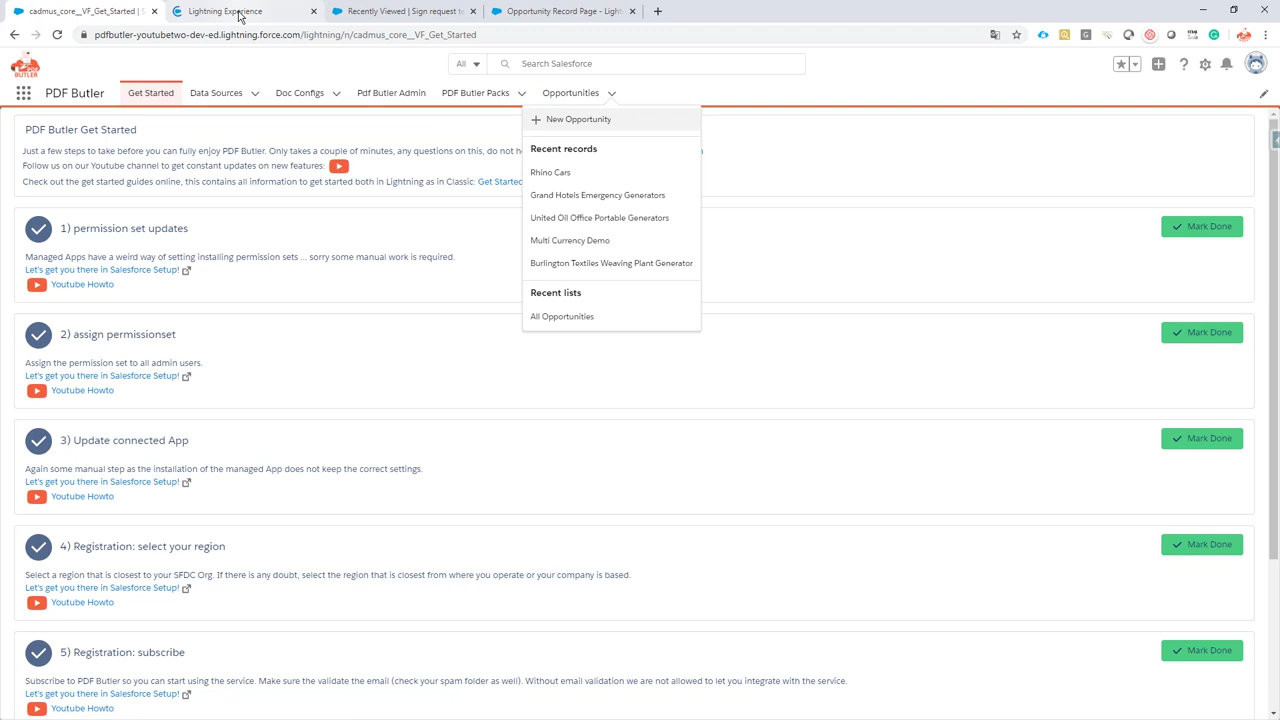 cadmus_core__VF_Get_Started | S
Lightning Experience
Recently Viewed | Sign request te
Opportunity Record Page - Light
pdfbutler-youtubetwo-dev-ed.lightning.force.com/lightning/n/cadmus_core__VF_Get_Started
PDF BUTLER
All
Search Salesforce
PDF Butler
Get Started
Data Sources
Doc Configs
Pdf Butler Admin
PDF Butler Packs
Opportunities
New Opportunity
Recent records
Rhino Cars
Grand Hotels Emergency Generators
United Oil Office Portable Generators
Multi Currency Demo
Burlington Textiles Weaving Plant Generator
Recent lists
All Opportunities
PDF Butler Get Started
Just a few steps to take before you can fully enjoy PDF Butler. Only takes a couple of minutes, any questions on this, do not h
Follow us on our Youtube channel to get constant updates on new features:
Check out the get started guides online, this contains all information to get started both in Lightning as in Classic: Get Started
1) permission set updates
Mark Done
Managed Apps have a weird way of setting installing permission sets ... sorry some manual work is required.
Let's get you there in Salesforce Setup!
Youtube Howto
2) assign permissionset
Mark Done
Assign the permission set to all admin users.
Let's get you there in Salesforce Setup!
Youtube Howto
3) Update connected App
Mark Done
Again some manual step as the installation of the managed App does not keep the correct settings.
Let's get you there in Salesforce Setup!
Youtube Howto
4) Registration: select your region
Mark Done
Select a region that is closest to your SFDC Org. If there is any doubt, select the region that is closest from where you operate or your company is based.
Let's get you there in Salesforce Setup!
Youtube Howto
5) Registration: subscribe
Mark Done
Subscribe to PDF Butler so you can start using the service. Make sure the validate the email (check your spam folder as well). Without email validation we are not allowed to let you integrate with the service.
Let's get you there in Salesforce Setup!
Youtube Howto